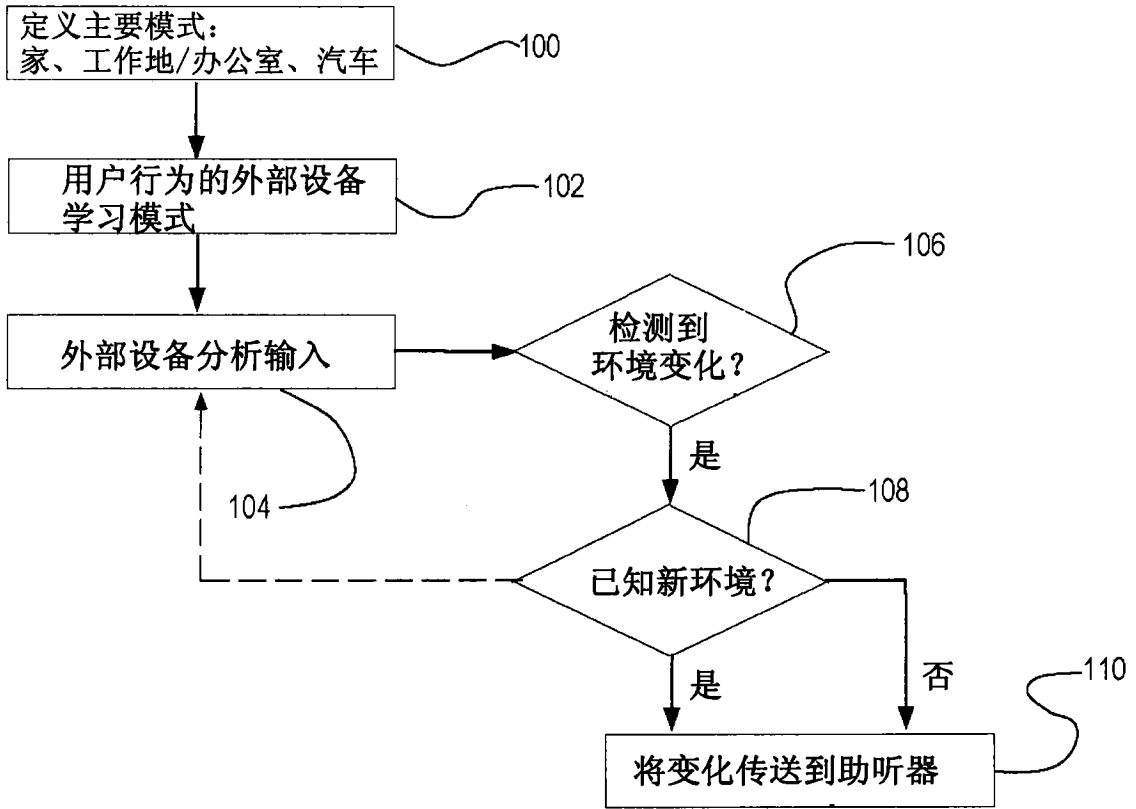 定义主要模式：
家、工作地/办公室、汽车
100
用户行为的外部设备
学习模式
102
106
检测到
环境变化？
外部设备分析输入
是
104
108
已知新环境？
是
否
110
将变化传送到助听器